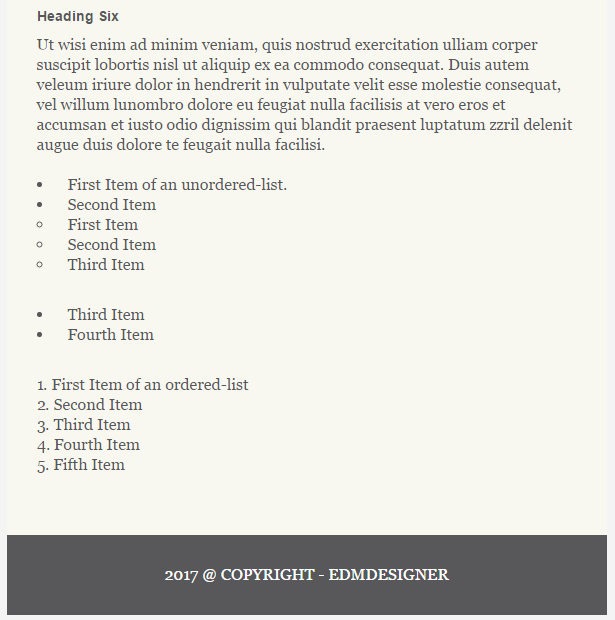 Heading Six
Ut wisi enim ad minim veniam, quis nostrud exercitation ulliam corper
suscipit lobortis nisl ut aliquip ex ea commodo consequat. Duis autem
veleum iriure dolor in hendrerit in vulputate velit esse molestie consequat,
vel willum lunombro dolore eu feugiat nulla facilisis at vero eros et
accumsan et iusto odio dignissim qui blandit praesent luptatum zzril delenit
augue duis dolore te feugait nulla facilisi.
• First Item of an unordered-list.
• Second Item
○ First Item
○ Second Item
○ Third Item
• Third Item
• Fourth Item
1. First Item of an ordered-list
2. Second Item
3. Third Item
4. Fourth Item
5. Fifth Item
2017 @ COPYRIGHT - EDMDESIGNER